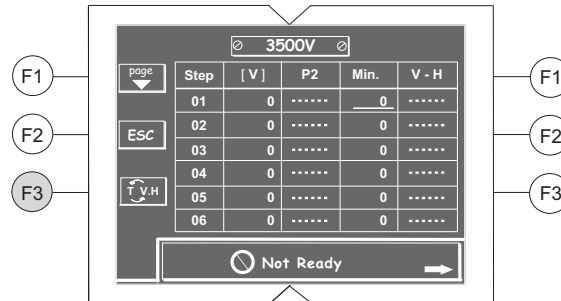 3500V
F1 page Step [ V ] P2 Min. V - H F1
01 0 ------ 0 ------
F2 ESC 02 0 ------ 0 ------ F2
03 0 ------ 0 ------
04 0 ------ 0 ------
F3 T V.H 05 0 ------ 0 ------ F3
06 0 ------ 0 ------
Not Ready